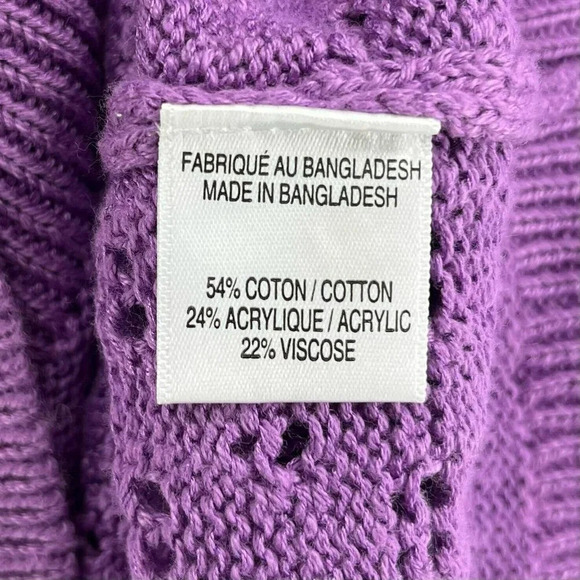 FABRIQUÉ AU BANGLADESH
MADE IN BANGLADESH
54% COTON / COTTON
24% ACRYLIQUE / ACRYLIC
22% VISCOSE